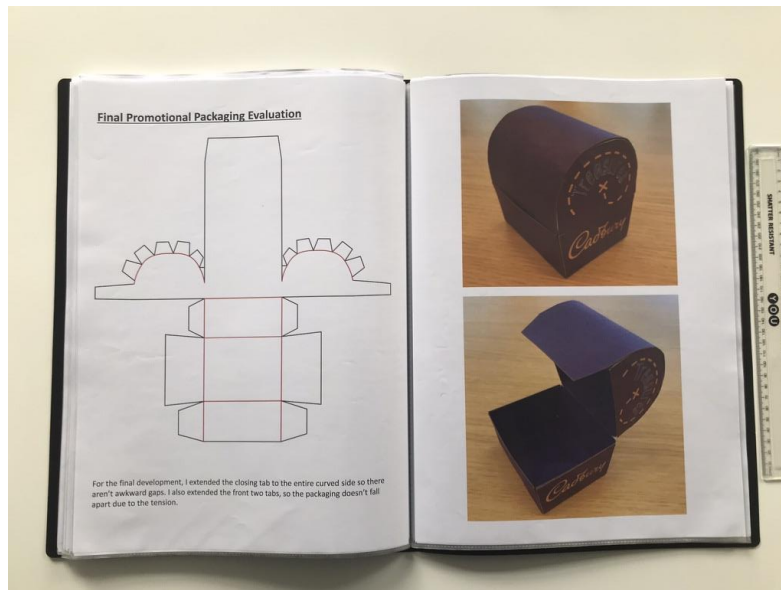 Final Promotional Packaging Evaluation
For the final development, I extended the closing tab to the entire curved side so there
aren't awkward gaps. I also extended the front two tabs, so the packaging doesn't fall
apart due to the tension.
Cadbury
Cadbury
SHATTER RESISTANT
YOU